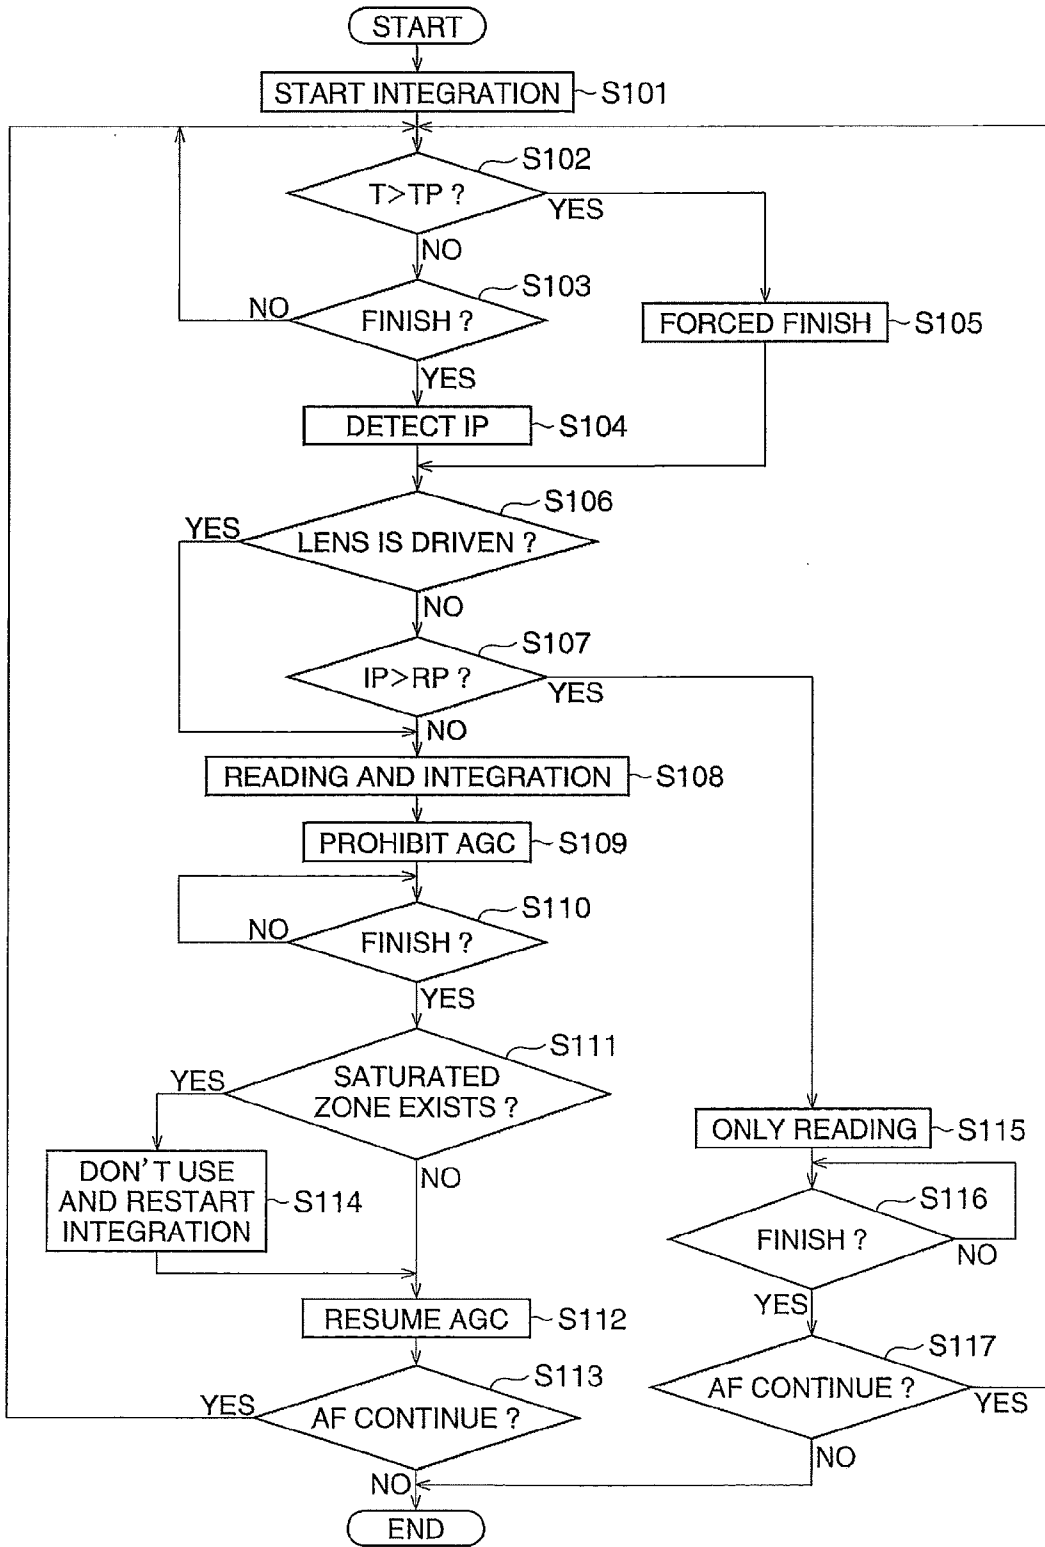 START
START INTEGRATION
S101
S102
T>TP ?
YES
NO
S103
NO
FINISH ?
FORCED FINISH
S105
YES
DETECT IP
S104
S106
YES
LENS IS DRIVEN ?
NO
S107
IP>RP ?
YES
NO
READING AND INTEGRATION
S108
PROHIBIT AGC
S109
S110
NO
FINISH ?
YES
S111
YES
SATURATED
ZONE EXISTS ?
ONLY READING
S115
NO
DON'T USE
AND RESTART
INTEGRATION
S114
S116
FINISH ?
NO
YES
RESUME AGC
S112
S117
S113
AF CONTINUE ?
YES
YES
AF CONTINUE ?
NO
NO
END